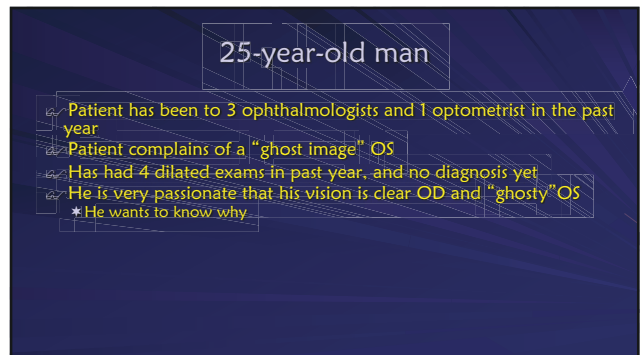 25-year-old man
Patient has been to 3 ophthalmologists and 1 optometrist in the past
year
Patient complains of a “ghost image” OS
Has had 4 dilated exams in past year, and no diagnosis yet
He is very passionate that his vision is clear OD and “ghosty”OS
He wants to know why